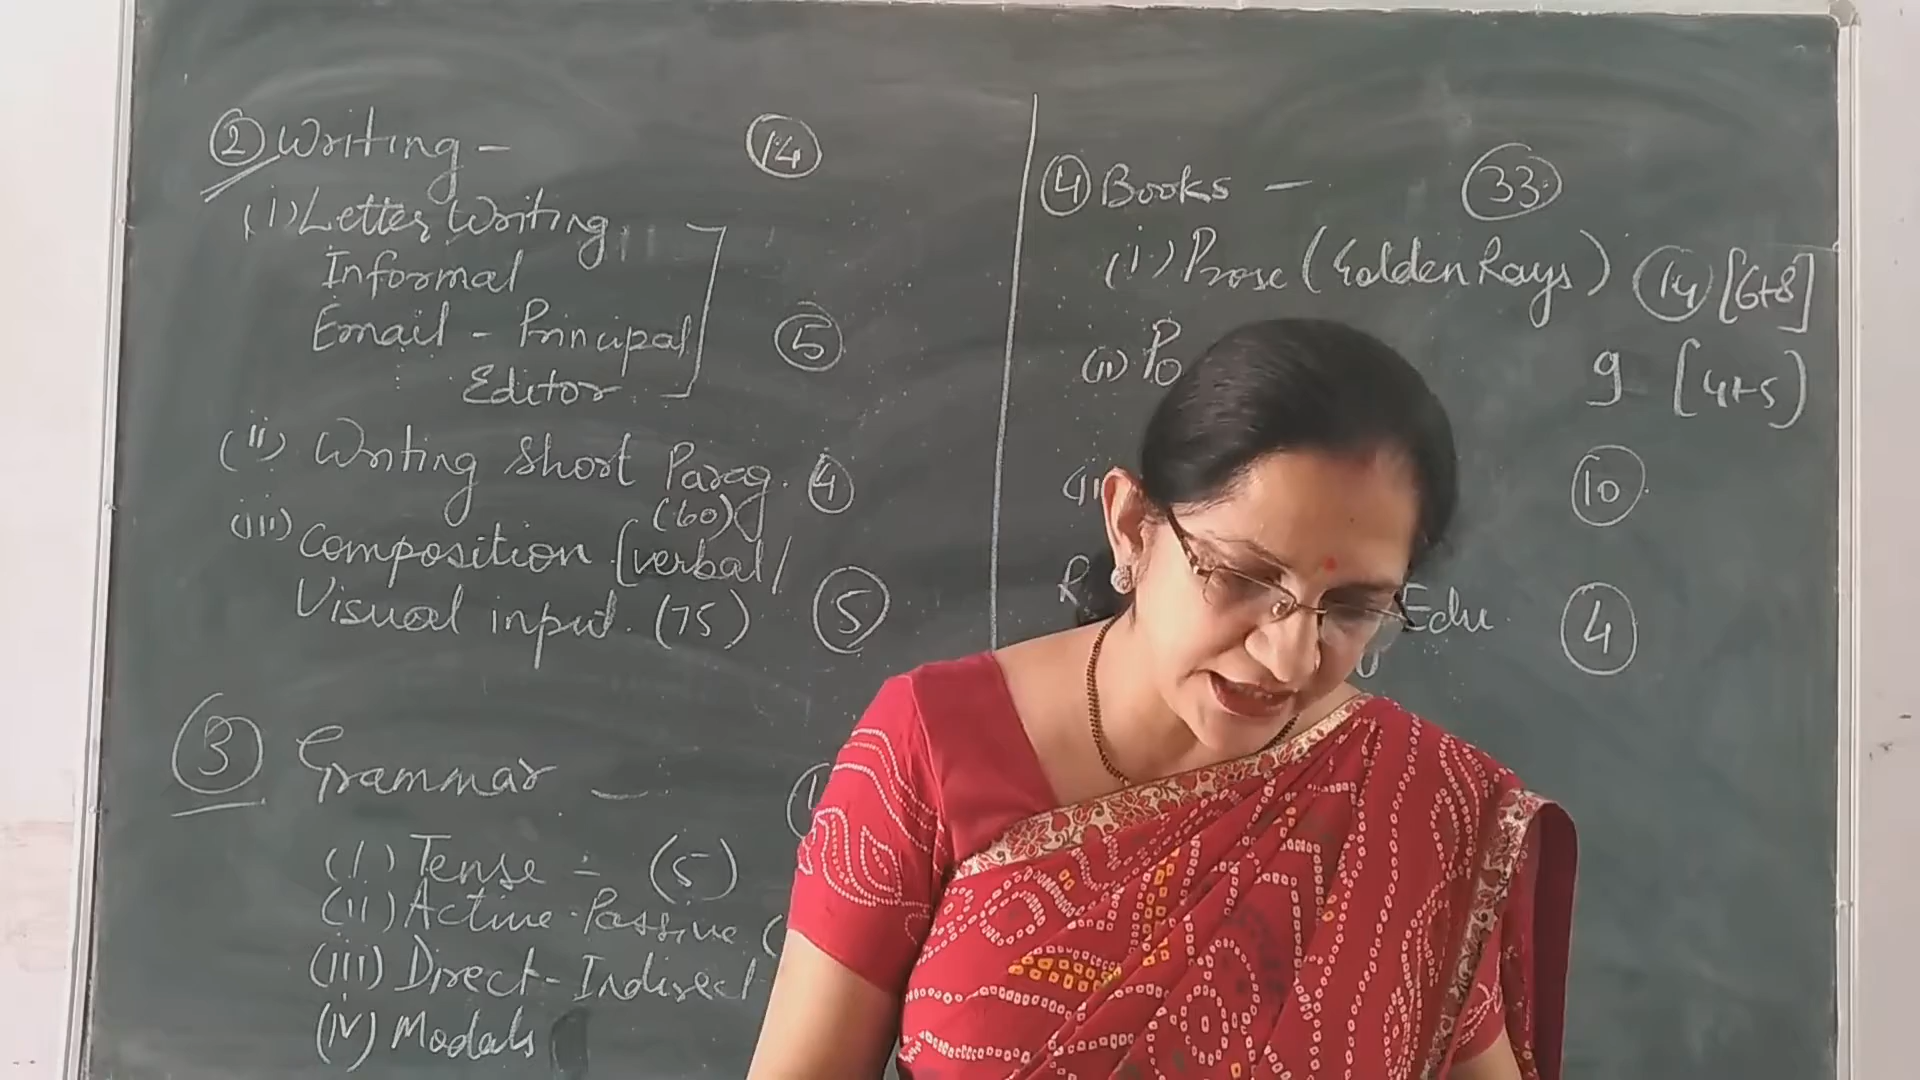 ② Writing - 14
(i) Letter Writing
Informal
Email - Principal 5
Editor
(ii) Writing Short Parag. 4
(60)
(iii) Composition [verbal/
Visual input. (75) 5
③ Grammar -
(i) Tense - (5)
(ii) Active-Passive (
(iii) Direct-Indirect
(iv) Modals
④ Books - 33
(i) Prose (Golden Rays) 14 [6+8]
(ii) Po 9 [4+5)
10
R Edu. 4